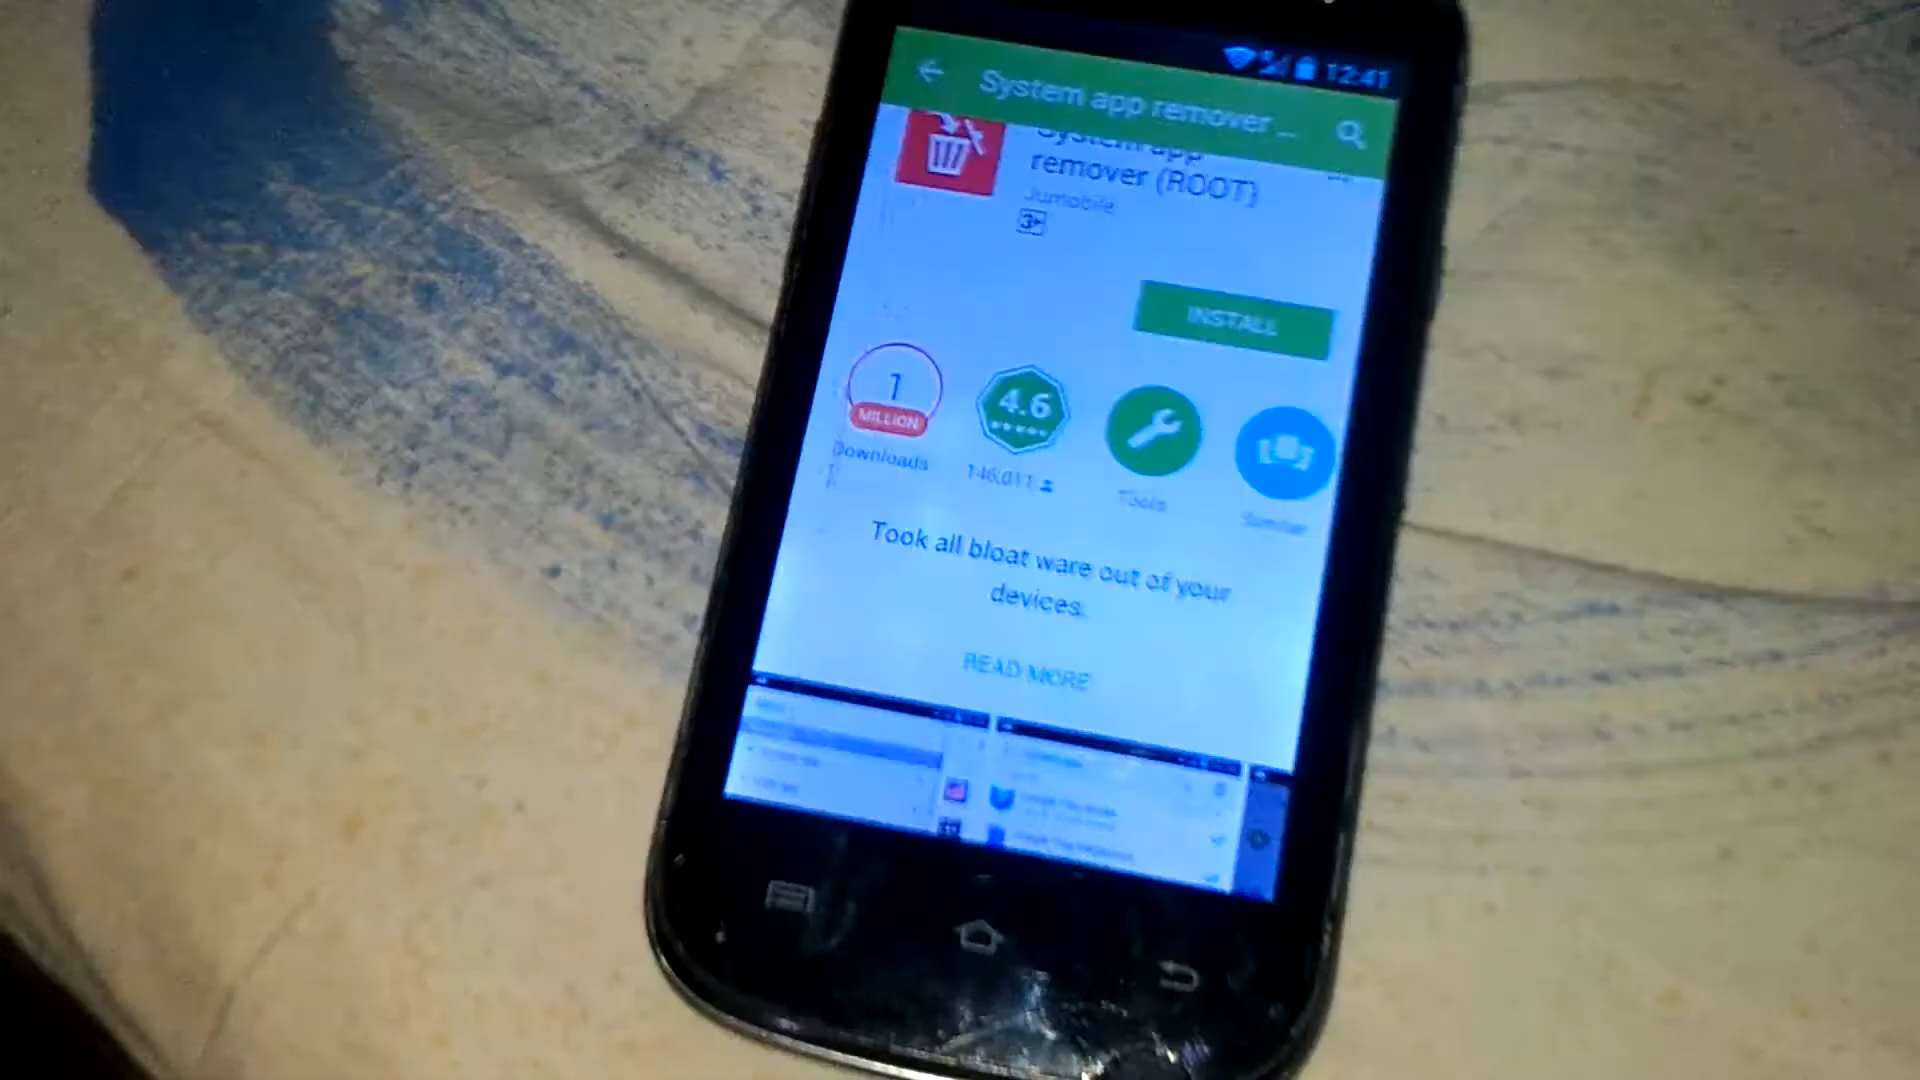 12:41
System app remover ...
System app
remover (ROOT)
Jumobile
3+
INSTALL
1
MILLION
4.6
Downloads
146,011
Tools
Similar
Took all bloat ware out of your
devices.
READ MORE